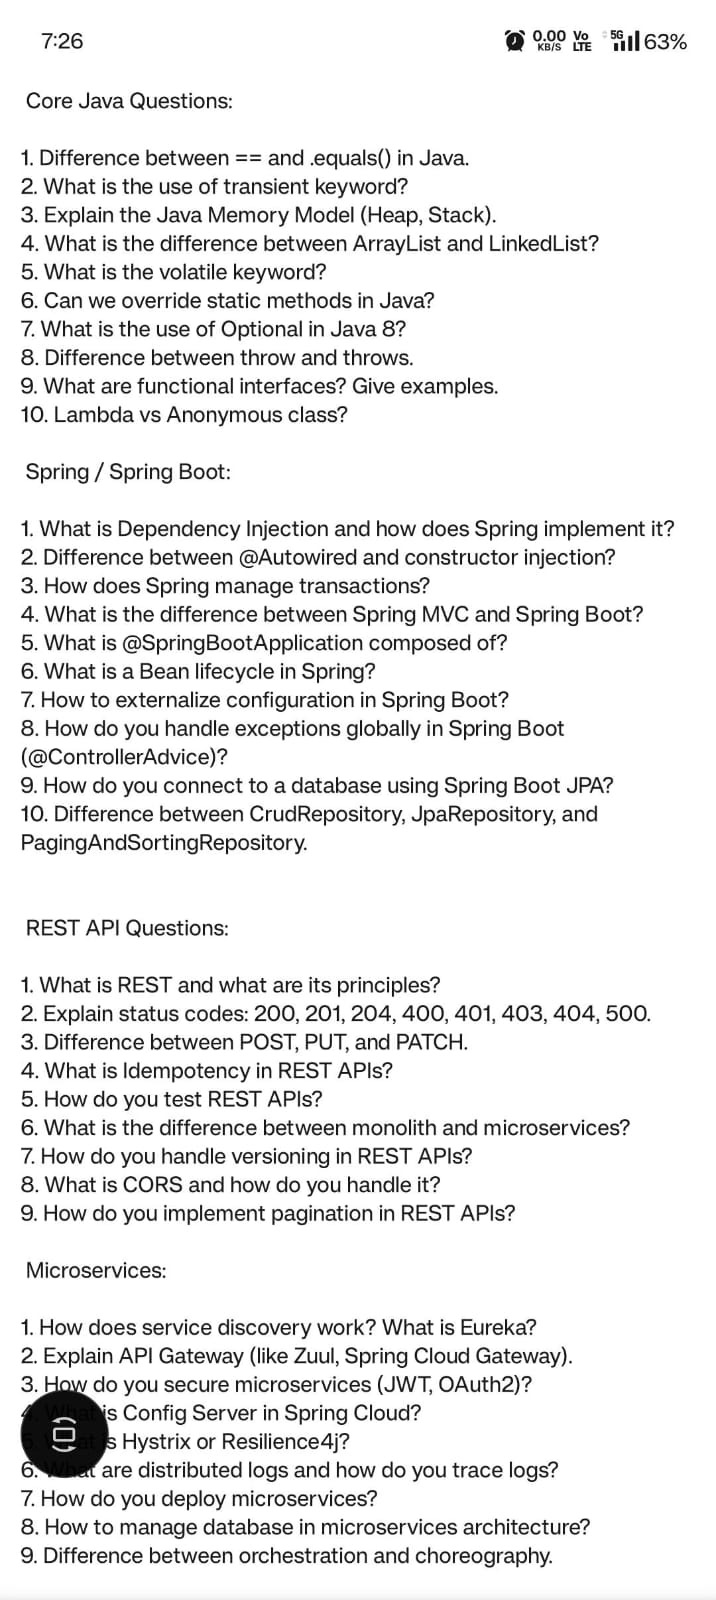 7:26 0.00 KB/S Vo LTE 5G 63%
Core Java Questions:
1. Difference between == and .equals() in Java.
2. What is the use of transient keyword?
3. Explain the Java Memory Model (Heap, Stack).
4. What is the difference between ArrayList and LinkedList?
5. What is the volatile keyword?
6. Can we override static methods in Java?
7. What is the use of Optional in Java 8?
8. Difference between throw and throws.
9. What are functional interfaces? Give examples.
10. Lambda vs Anonymous class?
Spring / Spring Boot:
1. What is Dependency Injection and how does Spring implement it?
2. Difference between @Autowired and constructor injection?
3. How does Spring manage transactions?
4. What is the difference between Spring MVC and Spring Boot?
5. What is @SpringBootApplication composed of?
6. What is a Bean lifecycle in Spring?
7. How to externalize configuration in Spring Boot?
8. How do you handle exceptions globally in Spring Boot
(@ControllerAdvice)?
9. How do you connect to a database using Spring Boot JPA?
10. Difference between CrudRepository, JpaRepository, and
PagingAndSortingRepository.
REST API Questions:
1. What is REST and what are its principles?
2. Explain status codes: 200, 201, 204, 400, 401, 403, 404, 500.
3. Difference between POST, PUT, and PATCH.
4. What is Idempotency in REST APIs?
5. How do you test REST APIs?
6. What is the difference between monolith and microservices?
7. How do you handle versioning in REST APIs?
8. What is CORS and how do you handle it?
9. How do you implement pagination in REST APIs?
Microservices:
1. How does service discovery work? What is Eureka?
2. Explain API Gateway (like Zuul, Spring Cloud Gateway).
3. How do you secure microservices (JWT, OAuth2)?
4. What is Config Server in Spring Cloud?
is Hystrix or Resilience4j?
6. What are distributed logs and how do you trace logs?
7. How do you deploy microservices?
8. How to manage database in microservices architecture?
9. Difference between orchestration and choreography.